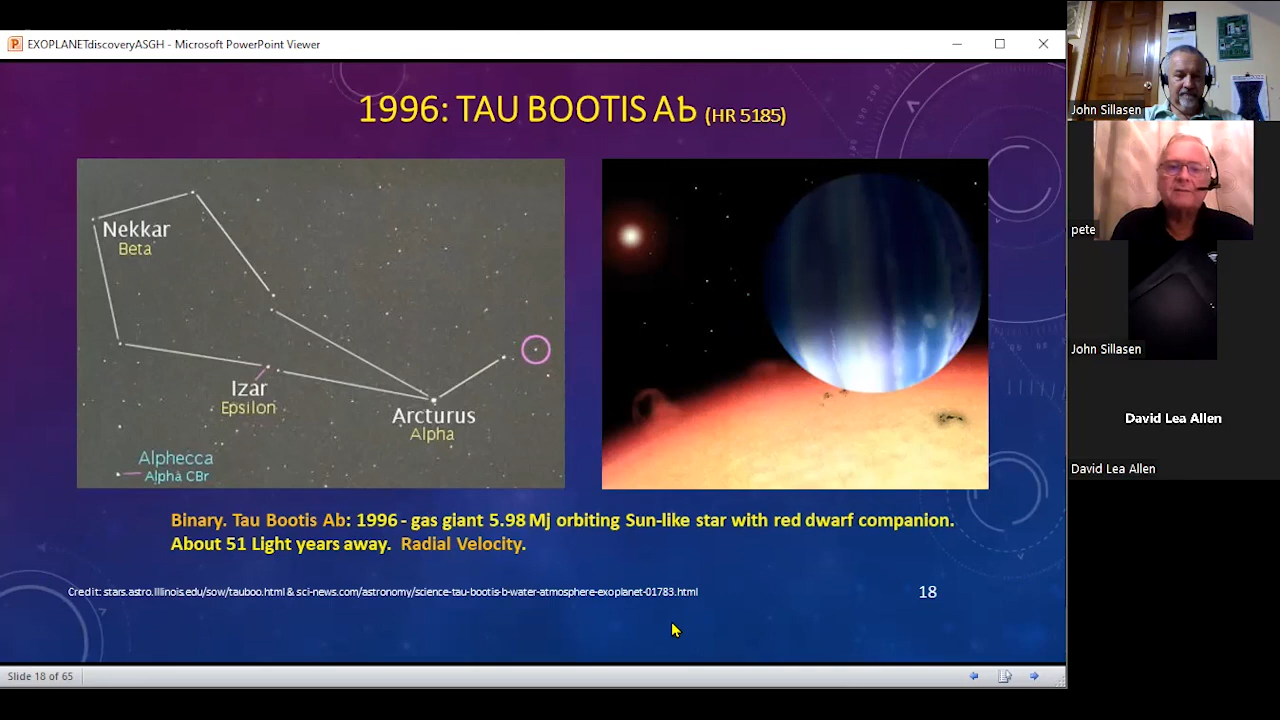 EXOPLANETdiscoveryASGH - Microsoft PowerPoint Viewer
1996: TAU BOOTIS Ab (HR 5185)
Nekkar
Beta
Izar
Epsilon
Arcturus
Alpha
Alphecca
Alpha CBr
Binary. Tau Bootis Ab: 1996 - gas giant 5.98 Mj orbiting Sun-like star with red dwarf companion.
About 51 Light years away. Radial Velocity.
Credit: stars.astro.Illinois.edu/sow/tauboo.html & sci-news.com/astronomy/science-tau-bootis-b-water-atmosphere-exoplanet-01783.html
18
Slide 18 of 65
John Sillasen
pete
John Sillasen
David Lea Allen
David Lea Allen